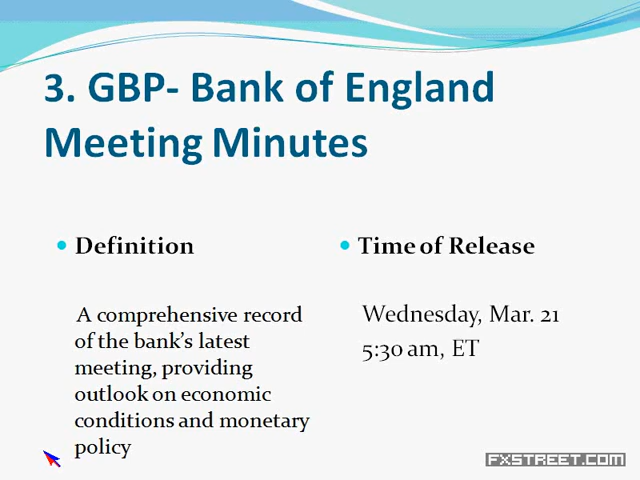 3. GBP- Bank of England
Meeting Minutes
Definition
A comprehensive record
of the bank's latest
meeting, providing
outlook on economic
conditions and monetary
policy
Time of Release
Wednesday, Mar. 21
5:30 am, ET
FXSTREET.COM